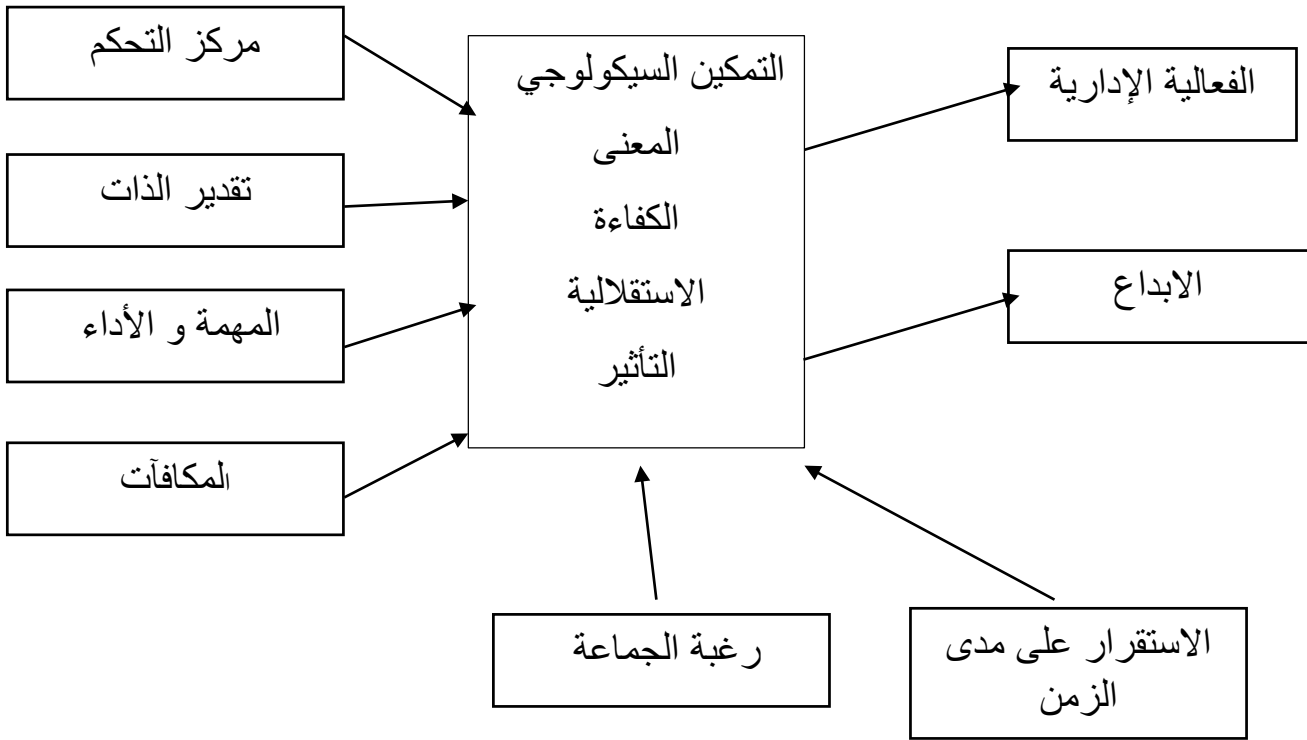 مركز التحكم
تقدير الذات
المهمة و الأداء
المكافآت
التمكين السيكولوجي
المعنى
الكفاءة
الاستقلالية
التأثير
الفعالية الإدارية
الابداع
رغبة الجماعة
الاستقرار على مدى
الزمن